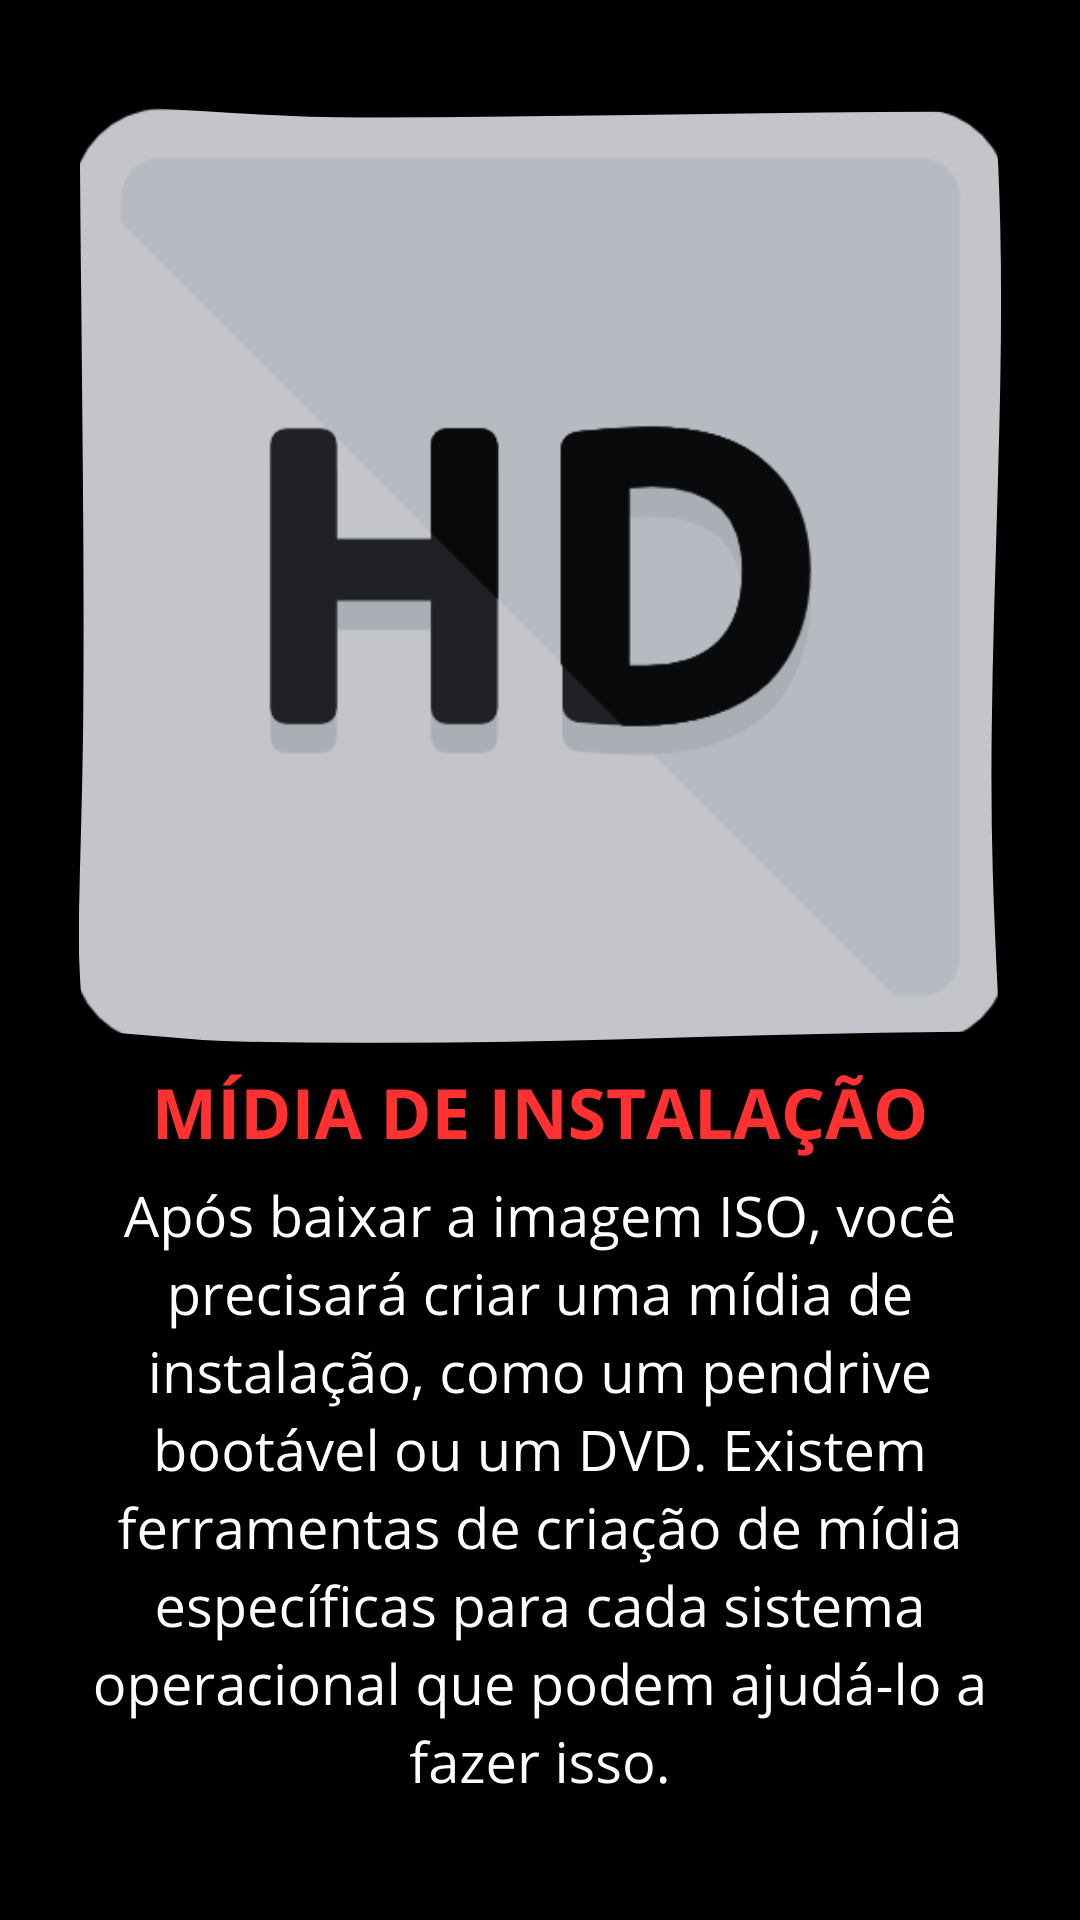 HD
MÍDIA DE INSTALAÇÃO
Após baixar a imagem ISO, você
precisará criar uma mídia de
instalação, como um pendrive
bootável ou um DVD. Existem
ferramentas de criação de mídia
específicas para cada sistema
operacional que podem ajudá-lo a
fazer isso.